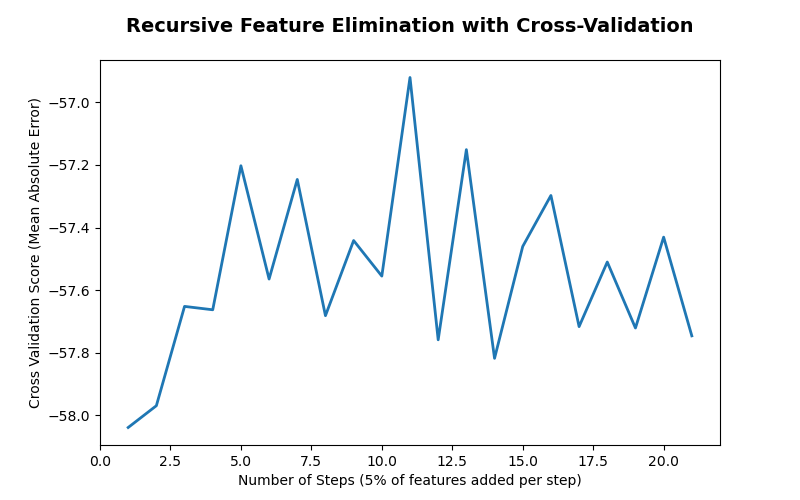 Recursive Feature Elimination with Cross-Validation
Cross Validation Score (Mean Absolute Error)
−57.0
−57.2
−57.4
−57.6
−57.8
−58.0
0.0 2.5 5.0 7.5 10.0 12.5 15.0 17.5 20.0
Number of Steps (5% of features added per step)